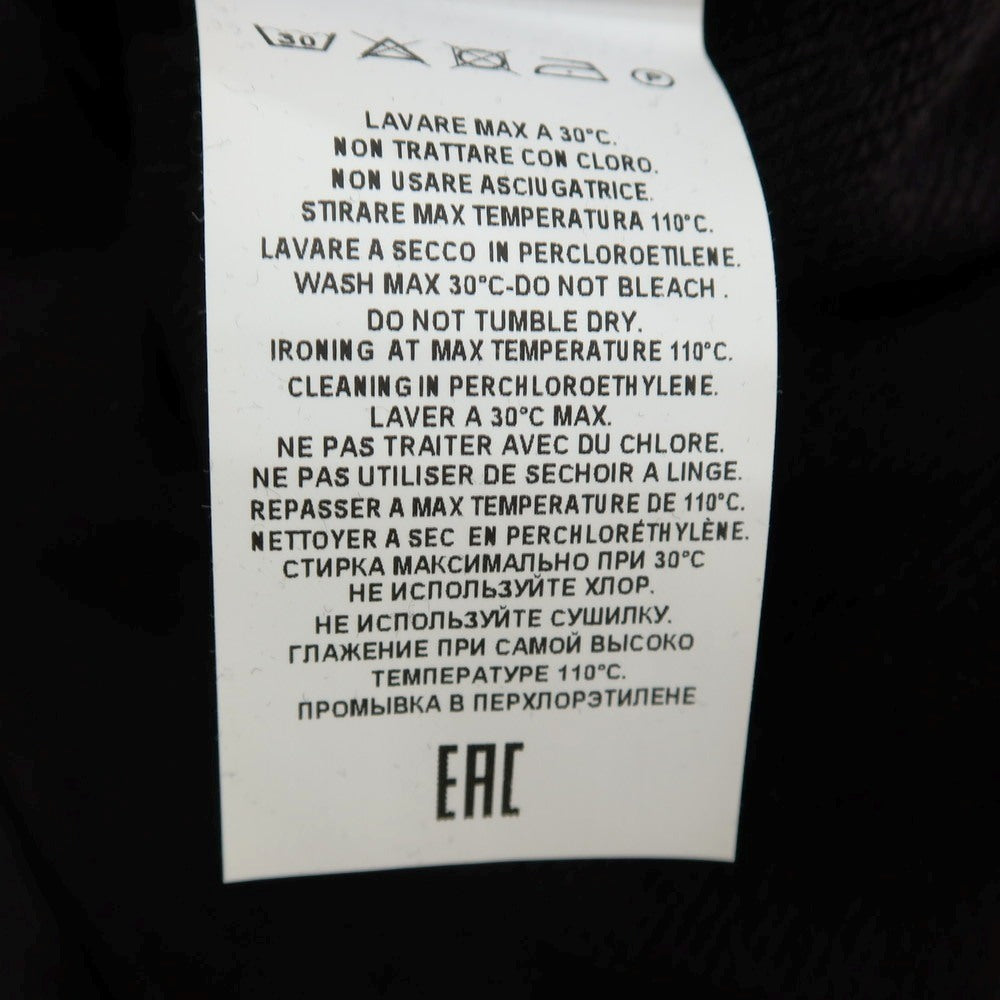 30 P
LAVARE MAX A 30°C.
NON TRATTARE CON CLORO.
NON USARE ASCIUGATRICE.
STIRARE MAX TEMPERATURA 110°C.
LAVARE A SECCO IN PERCLOROETILENE.
WASH MAX 30°C-DO NOT BLEACH .
DO NOT TUMBLE DRY.
IRONING AT MAX TEMPERATURE 110°C.
CLEANING IN PERCHLOROETHYLENE.
LAVER A 30°C MAX.
NE PAS TRAITER AVEC DU CHLORE.
NE PAS UTILISER DE SECHOIR A LINGE.
REPASSER A MAX TEMPERATURE DE 110°C.
NETTOYER A SEC EN PERCHLORÉTHYLÈNE.
СТИРКА МАКСИМАЛЬНО ПРИ 30°C
НЕ ИСПОЛЬЗУЙТЕ ХЛОР.
НЕ ИСПОЛЬЗУЙТЕ СУШИЛКУ.
ГЛАЖЕНИЕ ПРИ САМОЙ ВЫСОКО
ТЕМПЕРАТУРЕ 110°C.
ПРОМЫВКА В ПЕРХЛОРЭТИЛЕНЕ
EAC